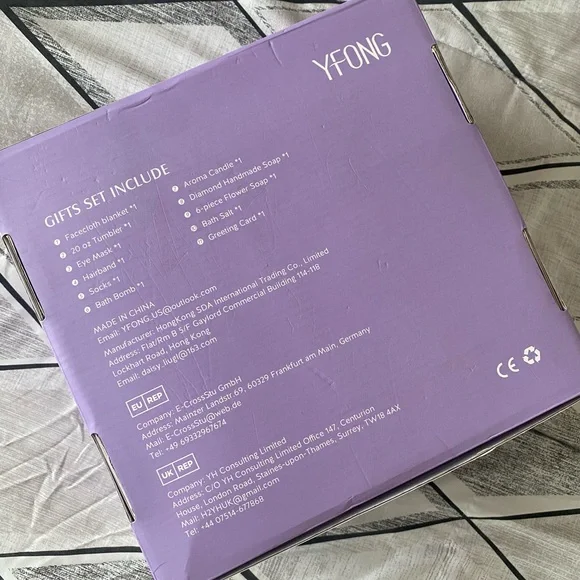 YFONG
GIFTS SET INCLUDE
Facecloth blanket *1
20 oz Tumbler *1
Eye Mask *1
Hairband *1
Socks *1
Bath Bomb *1
Aroma Candle *1
Diamond Handmade Soap *1
6-piece Flower Soap *1
Bath Salt *1
Greeting Card *1
MADE IN CHINA
Email: YFONG_US@outlook.com
Manufacturer: HongKong SDA International Trading Co., Limited
Address: Flat/Rm B 5/F Gaylord Commercial Building 114-118
Lockhart Road, Hong Kong
Email: daisy.liugl@163.com
EU REP
Company: E-CrossStu GmbH
Address: Mainzer Landstr 69, 60329 Frankfurt am Main, Germany
Mail: E-CrossStu@web.de
Tel: +49 69332967674
UK REP
Company: YH Consulting Limited
Address: C/O YH Consulting Limited Office 147, Centurion
House, London Road, Staines-upon-Thames, Surrey, TW18 4AX
Mail: H2YHUK@gmail.com
Tel: +44 07514-677868
CE